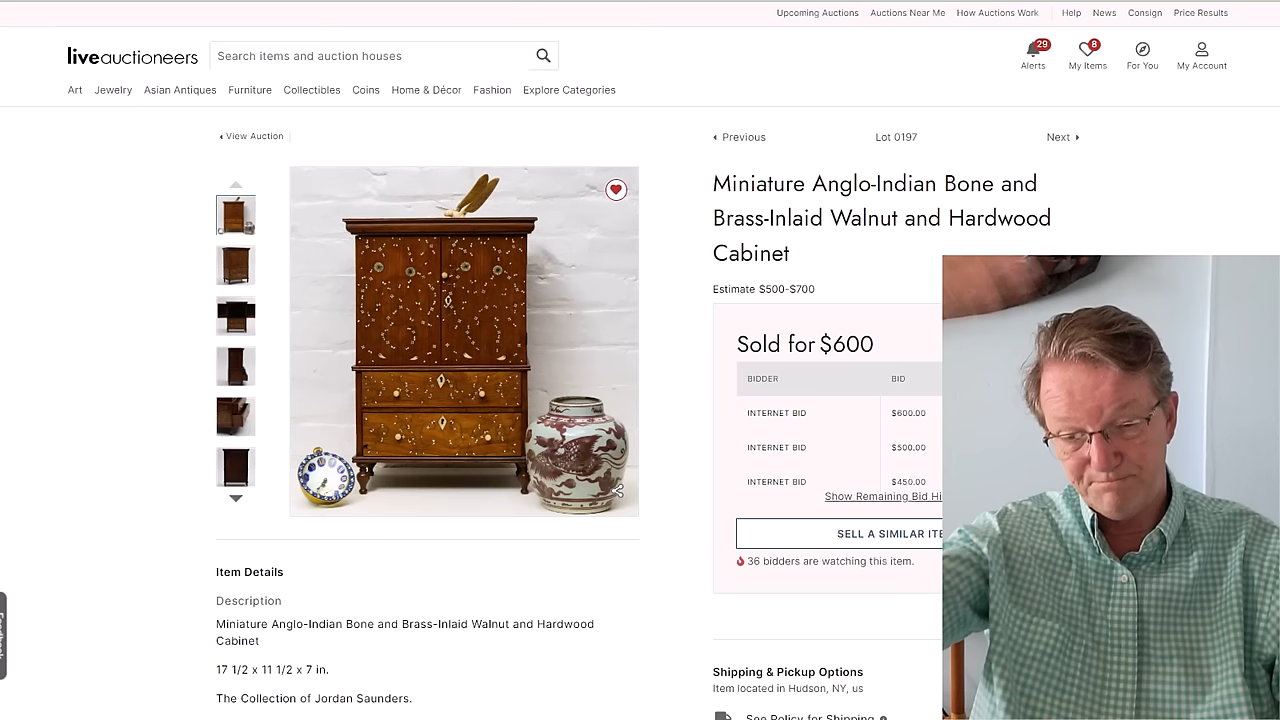 Upcoming Auctions Auctions Near Me How Auctions Work Help News Consign Price Results
liveauctioneers
Search items and auction houses
29
8
Alerts My Items For You My Account
Art Jewelry Asian Antiques Furniture Collectibles Coins Home & Décor Fashion Explore Categories
View Auction
Previous Lot 0197 Next
Miniature Anglo-Indian Bone and
Brass-Inlaid Walnut and Hardwood
Cabinet
Estimate $500-$700
Sold for $600
BIDDER BID
INTERNET BID $600.00
INTERNET BID $500.00
INTERNET BID $450.00
Show Remaining Bid Hi
SELL A SIMILAR ITE
36 bidders are watching this item.
Item Details
Description
Miniature Anglo-Indian Bone and Brass-Inlaid Walnut and Hardwood
Cabinet
17 1/2 x 11 1/2 x 7 in.
The Collection of Jordan Saunders.
Shipping & Pickup Options
Item located in Hudson, NY, us
See Policy for Shipping